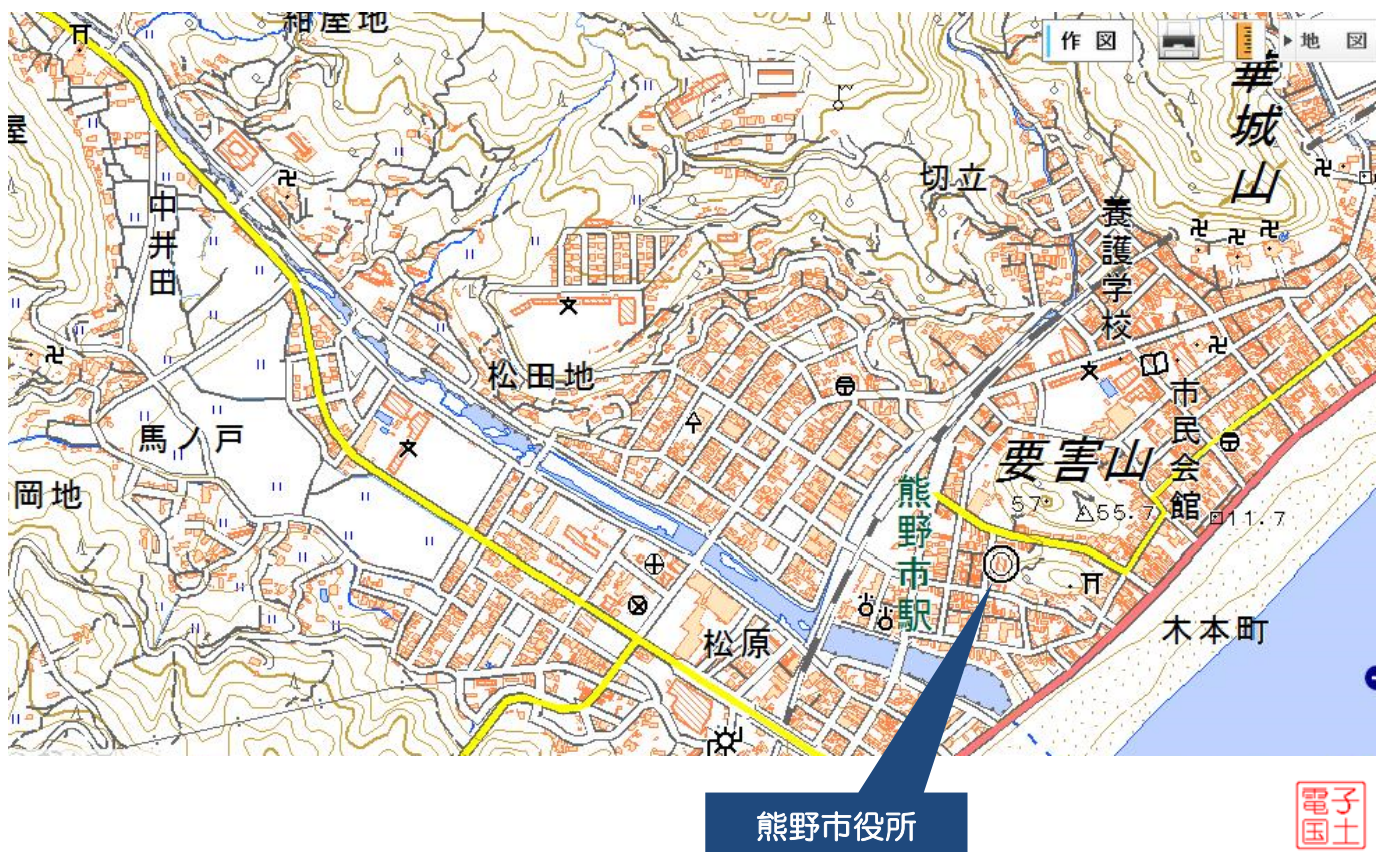 紺屋地
作図
地図
華城山
屋
切立
中井田
養護学校
松田地
馬ノ戸
市民会館
要害山
岡地
熊野市駅
57
55.7
11.7
松原
木本町
熊野市役所
電子
国土